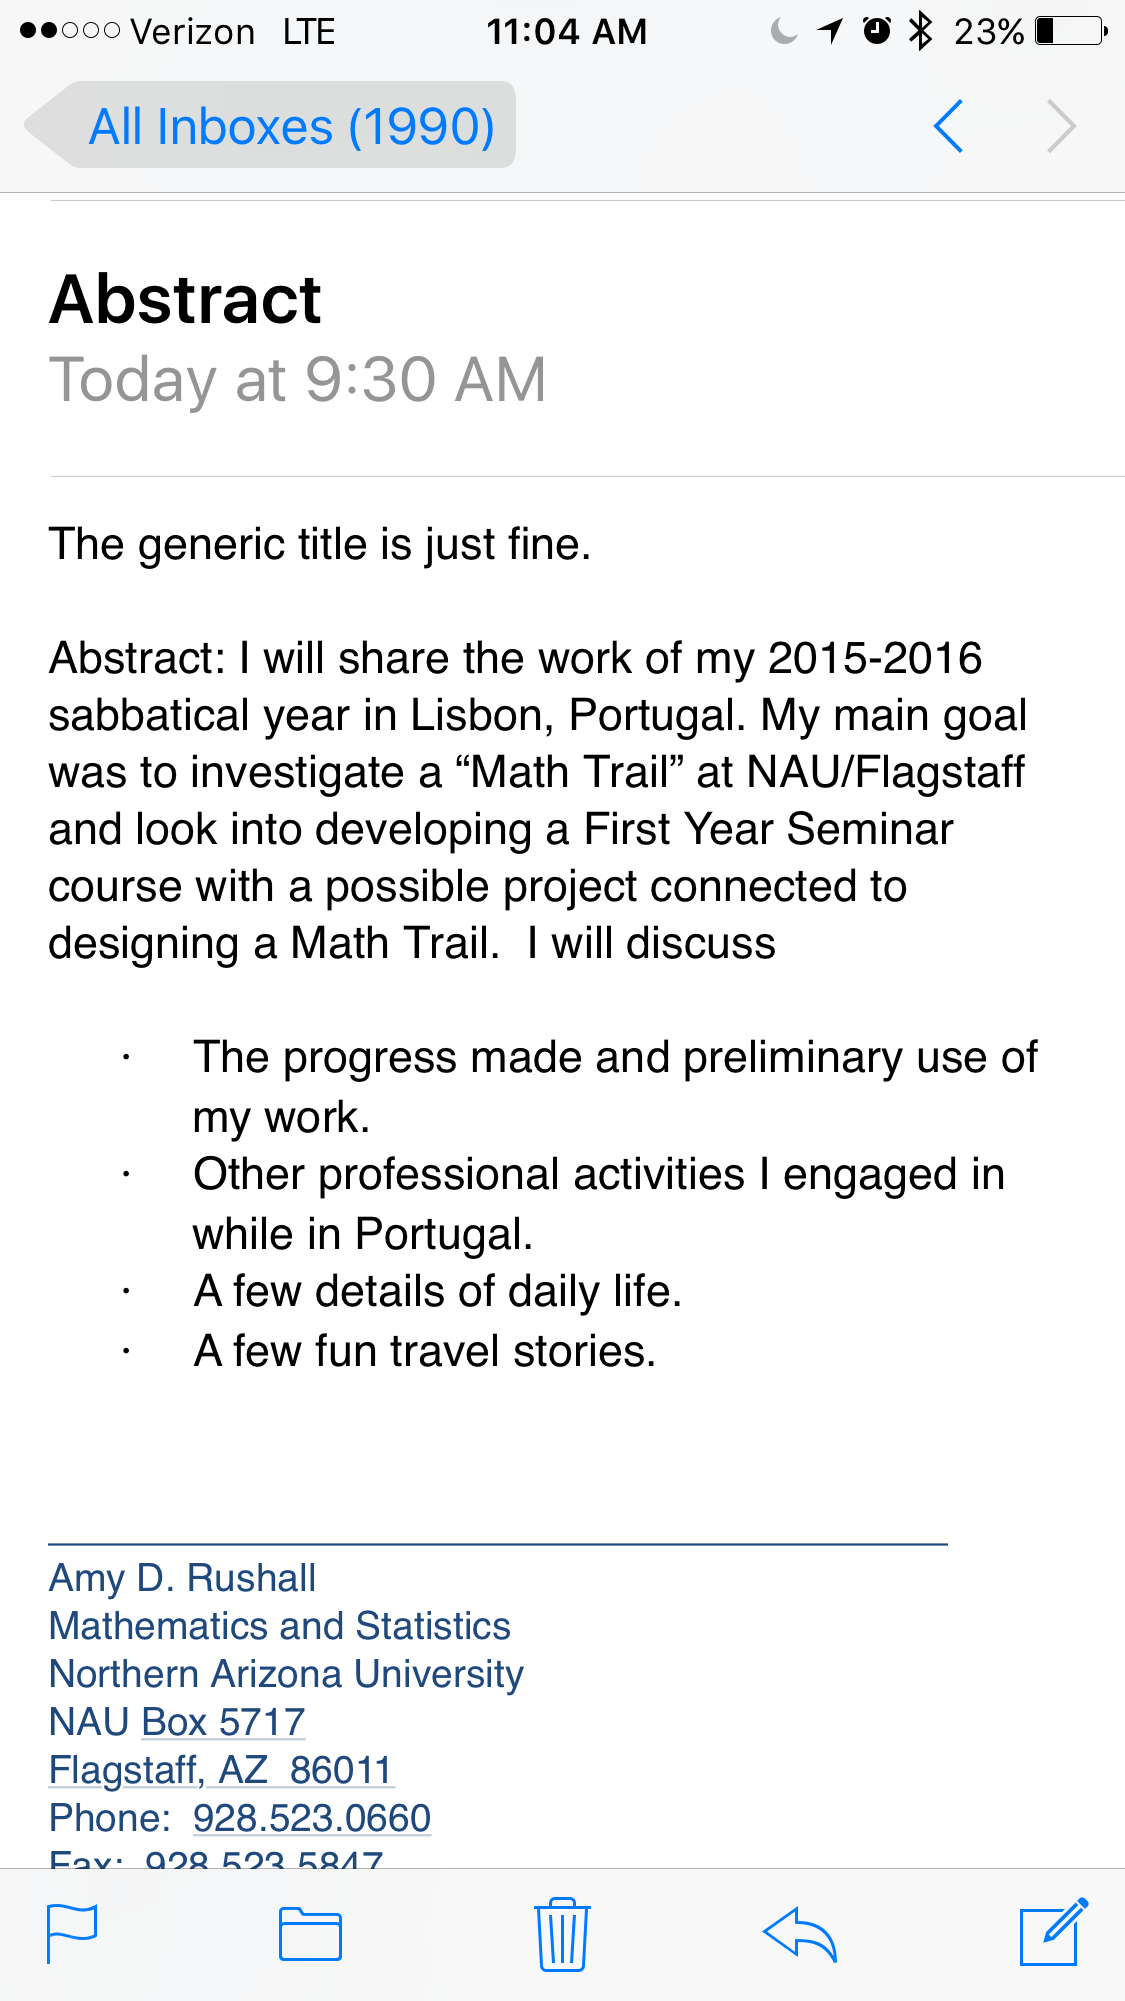 Verizon LTE 11:04 AM 23%
All Inboxes (1990)
Abstract
Today at 9:30 AM
The generic title is just fine.
Abstract: I will share the work of my 2015-2016
sabbatical year in Lisbon, Portugal. My main goal
was to investigate a “Math Trail” at NAU/Flagstaff
and look into developing a First Year Seminar
course with a possible project connected to
designing a Math Trail.  I will discuss
· The progress made and preliminary use of
my work.
· Other professional activities I engaged in
while in Portugal.
· A few details of daily life.
· A few fun travel stories.
Amy D. Rushall
Mathematics and Statistics
Northern Arizona University
NAU Box 5717
Flagstaff, AZ  86011
Phone:  928.523.0660
Fax:  928.523.5847